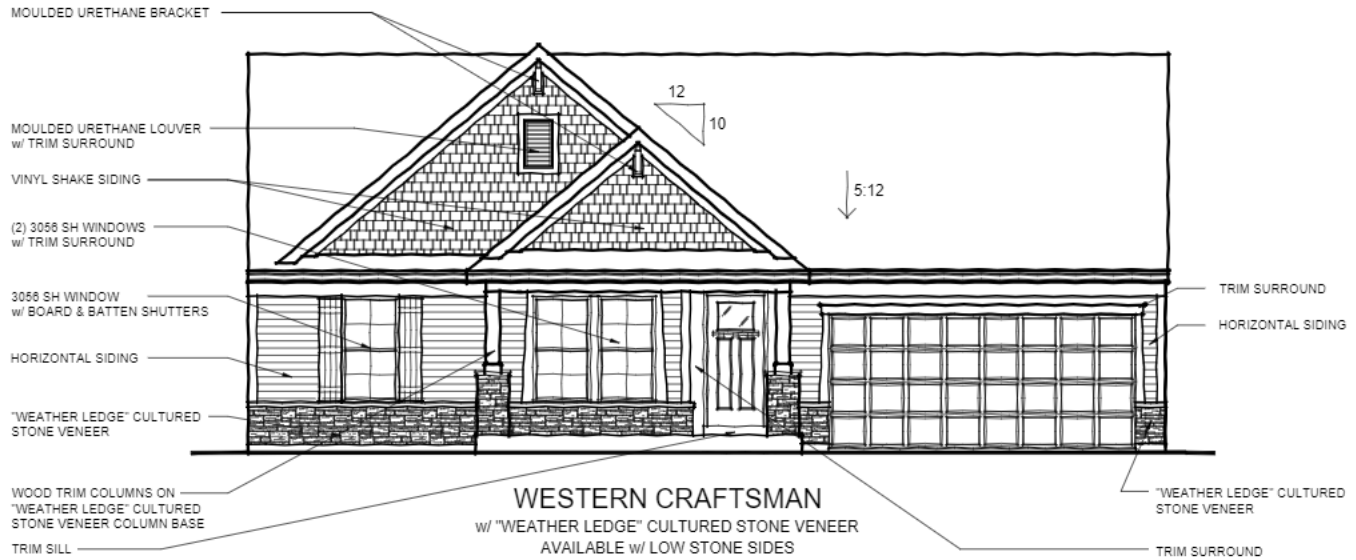 MOULDED URETHANE BRACKET
MOULDED URETHANE LOUVER
w/ TRIM SURROUND
VINYL SHAKE SIDING
(2) 3056 SH WINDOWS
w/ TRIM SURROUND
3056 SH WINDOW
w/ BOARD & BATTEN SHUTTERS
HORIZONTAL SIDING
"WEATHER LEDGE" CULTURED
STONE VENEER
WOOD TRIM COLUMNS ON
"WEATHER LEDGE" CULTURED
STONE VENEER COLUMN BASE
TRIM SILL
12
10
5:12
TRIM SURROUND
HORIZONTAL SIDING
"WEATHER LEDGE" CULTURED
STONE VENEER
TRIM SURROUND
WESTERN CRAFTSMAN
w/ "WEATHER LEDGE" CULTURED STONE VENEER
AVAILABLE w/ LOW STONE SIDES